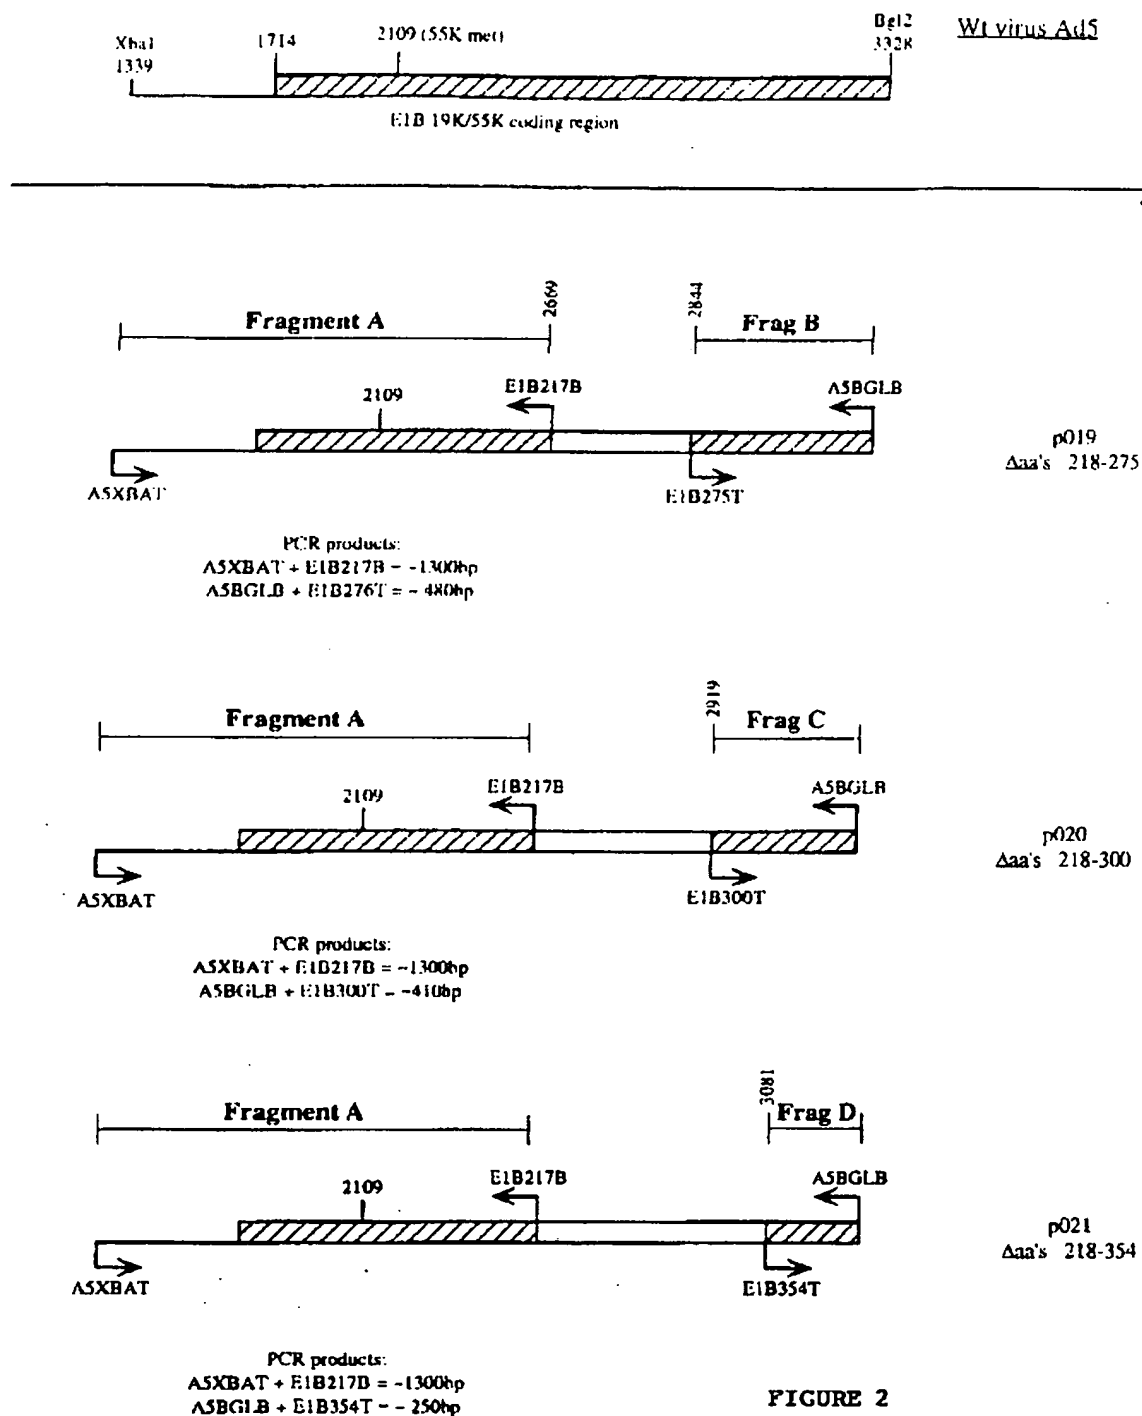 Xba1
1339
1714
2109 (55K met)
Bgl2
3328
Wt virus Ad5
E1B 19K/55K coding region
Fragment A
2669
2844
Frag B
2109
E1B217B
A5BGLB
p019
Δaa's 218-275
A5XBAT
E1B275T
PCR products:
A5XBAT + E1B217B = ~1300bp
A5BGLB + E1B276T = ~ 480bp
Fragment A
2919
Frag C
2109
E1B217B
A5BGLB
p020
Δaa's 218-300
A5XBAT
E1B300T
PCR products:
A5XBAT + E1B217B = ~1300bp
A5BGLB + E1B300T = ~410bp
Fragment A
3081
Frag D
2109
E1B217B
A5BGLB
p021
Δaa's 218-354
A5XBAT
E1B354T
PCR products:
A5XBAT + E1B217B = ~1300bp
A5BGLB + E1B354T = ~ 250bp
FIGURE 2